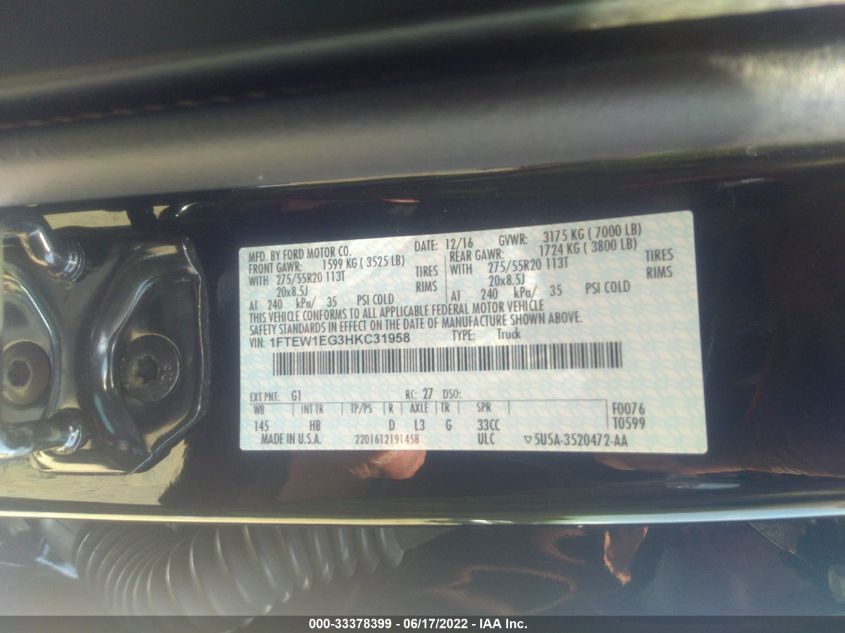 MFD. BY FORD MOTOR CO.
DATE: 12/16 GVWR: 3175 KG ( 7000 LB)
FRONT GAWR: 1599 KG ( 3525 LB)
REAR GAWR: 1724 KG ( 3800 LB)
WITH 275/55R20 113T TIRES
WITH 275/55R20 113T TIRES
20x8.5J RIMS
20x8.5J RIMS
AT 240 kPa/ 35 PSI COLD
AT 240 kPa/ 35 PSI COLD
THIS VEHICLE CONFORMS TO ALL APPLICABLE FEDERAL MOTOR VEHICLE
SAFETY STANDARDS IN EFFECT ON THE DATE OF MANUFACTURE SHOWN ABOVE.
VIN: 1FTEW1EG3HKC31958 TYPE: Truck
EXT PNT: G1 RC: 27 DSO:
WB INT TR TP/PS R AXLE TR SPR F0076
145 HB D L3 G 33CC T0599
MADE IN U.S.A. 2201612191458 ULC ▽5U5A-3520472-AA
000-33378399 - 06/17/2022 - IAA Inc.